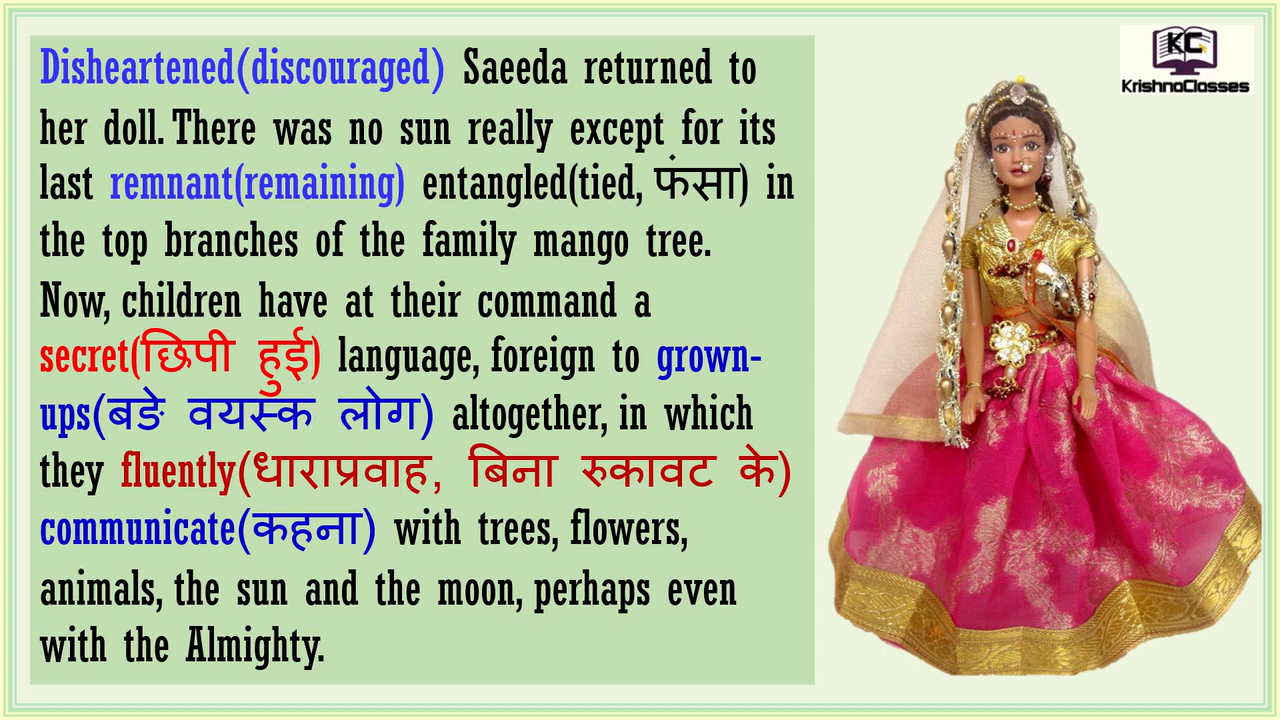 Disheartened(discouraged) Saeeda returned to
her doll. There was no sun really except for its
last remnant(remaining) entangled(tied, फंसा) in
the top branches of the family mango tree.
Now, children have at their command a
secret(छिपी हुई) language, foreign to grown-
ups(बङे वयस्क लोग) altogether, in which
they fluently(धाराप्रवाह, बिना रुकावट के)
communicate(कहना) with trees, flowers,
animals, the sun and the moon, perhaps even
with the Almighty.
KC
KrishnaClasses